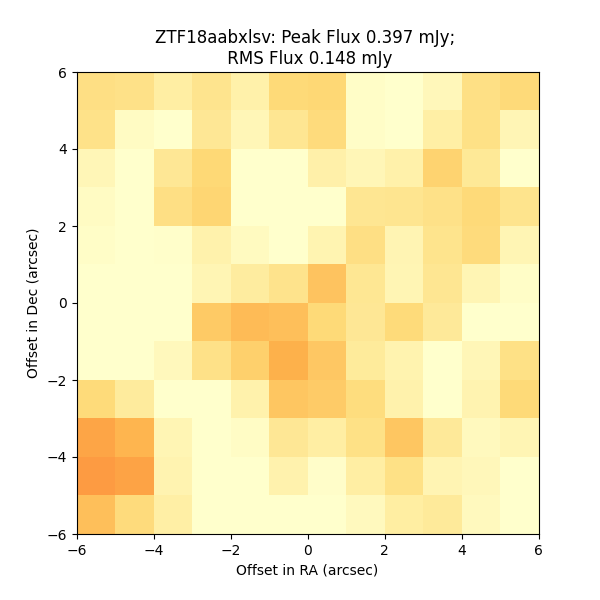 ZTF18aabxlsv: Peak Flux 0.397 mJy;
RMS Flux 0.148 mJy
6
4
2
0
−2
−4
−6
Offset in Dec (arcsec)
−6 −4 −2 0 2 4 6
Offset in RA (arcsec)